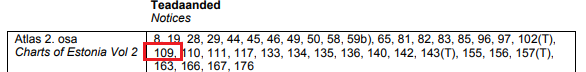 Teadaanded
Notices
Atlas 2. osa
Charts of Estonia Vol 2
8, 19, 28, 29, 44, 45, 46, 49, 50, 58, 59b), 65, 81, 82, 83, 85, 96, 97, 102(T),
109, 110, 111, 117, 133, 134, 135, 136, 140, 142, 143(T), 155, 156, 157(T),
163, 166, 167, 176